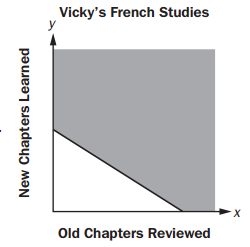 Vicky's French Studies
y
New Chapters Learned
x
Old Chapters Reviewed